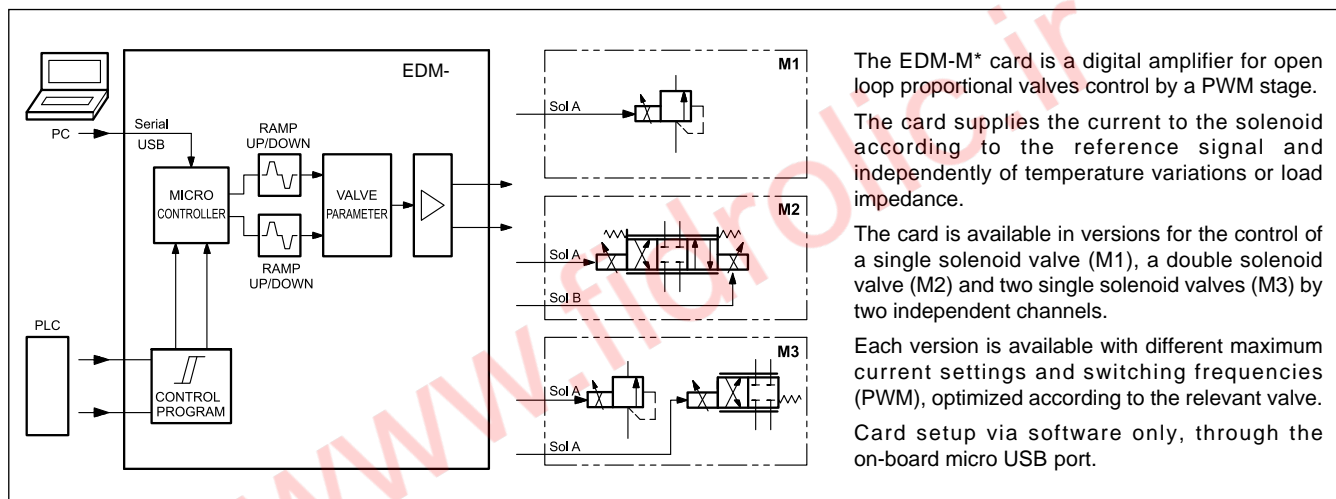 EDM-
PC
Serial
USB
RAMP
UP/DOWN
MICRO
CONTROLLER
VALVE
PARAMETER
RAMP
UP/DOWN
PLC
CONTROL
PROGRAM
M1
Sol A
M2
Sol A
Sol B
M3
Sol A
Sol A
The EDM-M* card is a digital amplifier for open
loop proportional valves control by a PWM stage.
The card supplies the current to the solenoid
according to the reference signal and
independently of temperature variations or load
impedance.
The card is available in versions for the control of
a single solenoid valve (M1), a double solenoid
valve (M2) and two single solenoid valves (M3) by
two independent channels.
Each version is available with different maximum
current settings and switching frequencies
(PWM), optimized according to the relevant valve.
Card setup via software only, through the
on-board micro USB port.
www.fidrolic.ir